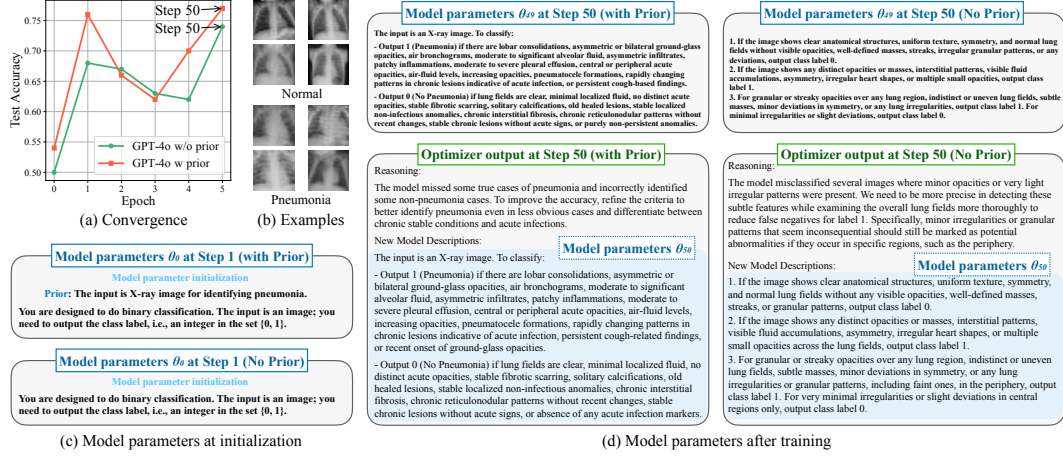 Test Accuracy
0.75
0.70
0.65
0.60
0.55
0.50
Step 50
Step 50
GPT-4o w/o prior
GPT-4o w prior
0 1 2 3 4 5
Epoch
(a) Convergence
Normal
Pneumonia
(b) Examples
Model parameters θ0 at Step 1 (with Prior)
Model parameter initialization
Prior: The input is X-ray image for identifying pneumonia.
You are designed to do binary classification. The input is an image; you
need to output the class label, i.e., an integer in the set {0, 1}.
Model parameters θ0 at Step 1 (No Prior)
Model parameter initialization
You are designed to do binary classification. The input is an image; you
need to output the class label, i.e., an integer in the set {0, 1}.
(c) Model parameters at initialization
Model parameters θ49 at Step 50 (with Prior)
The input is an X-ray image. To classify:
- Output 1 (Pneumonia) if there are lobar consolidations, asymmetric or bilateral ground-glass
opacities, air bronchograms, moderate to significant alveolar fluid, asymmetric infiltrates,
patchy inflammations, moderate to severe pleural effusion, central or peripheral acute
opacities, air-fluid levels, increasing opacities, pneumatocele formations, rapidly changing
patterns in chronic lesions indicative of acute infection, or persistent cough-based findings.
- Output 0 (No Pneumonia) if lung fields are clear, minimal localized fluid, no distinct acute
opacities, stable fibrotic scarring, solitary calcifications, old healed lesions, stable localized
non-infectious anomalies, chronic interstitial fibrosis, chronic reticulonodular patterns without
recent changes, stable chronic lesions without acute signs, or purely non-persistent anomalies.
Optimizer output at Step 50 (with Prior)
Reasoning:
The model missed some true cases of pneumonia and incorrectly identified
some non-pneumonia cases. To improve the accuracy, refine the criteria to
better identify pneumonia even in less obvious cases and differentiate between
chronic stable conditions and acute infections.
New Model Descriptions:
Model parameters θ50
The input is an X-ray image. To classify:
- Output 1 (Pneumonia) if there are lobar consolidations, asymmetric or
bilateral ground-glass opacities, air bronchograms, moderate to significant
alveolar fluid, asymmetric infiltrates, patchy inflammations, moderate to
severe pleural effusion, central or peripheral acute opacities, air-fluid levels,
increasing opacities, pneumatocele formations, rapidly changing patterns in
chronic lesions indicative of acute infection, persistent cough-related findings,
or recent onset of ground-glass opacities.
- Output 0 (No Pneumonia) if lung fields are clear, minimal localized fluid, no
distinct acute opacities, stable fibrotic scarring, solitary calcifications, old
healed lesions, stable localized non-infectious anomalies, chronic interstitial
fibrosis, chronic reticulonodular patterns without recent changes, stable
chronic lesions without acute signs, or absence of any acute infection markers.
Model parameters θ49 at Step 50 (No Prior)
1. If the image shows clear anatomical structures, uniform texture, symmetry, and
normal lung fields without visible opacities, well-defined masses, streaks, irregular granular patterns, or any
deviations, output class label 0.
2. If the image shows any distinct opacities or masses, interstitial patterns, visible fluid
accumulations, asymmetry, irregular heart shapes, or multiple small opacities, output class
label 1.
3. For granular or streaky opacities over any lung region, indistinct or uneven lung fields, subtle
masses, minor deviations in symmetry, or any lung irregularities, output class label 1. For
minimal irregularities or slight deviations, output class label 0.
Optimizer output at Step 50 (No Prior)
Reasoning:
The model misclassified several images where minor opacities or very light
irregular patterns were present. We need to be more precise in detecting these
subtle features while examining the overall lung fields more thoroughly to
reduce false negatives for label 1. Specifically, minor irregularities or granular
patterns that seem inconsequential should still be marked as potential
abnormalities if they occur in specific regions, such as the periphery.
New Model Descriptions:
Model parameters θ50
1. If the image shows clear anatomical structures, uniform texture, symmetry,
and normal lung fields without any visible opacities, well-defined masses,
streaks, or granular patterns, output class label 0.
2. If the image shows any distinct opacities or masses, interstitial patterns,
visible fluid accumulations, asymmetry, irregular heart shapes, or multiple
small opacities across the lung fields, output class label 1.
3. For granular or streaky opacities over any lung region, indistinct or uneven
lung fields, subtle masses, minor deviations in symmetry, or any lung
irregularities or granular patterns, including faint ones, in the periphery, output
class label 1. For very minimal irregularities or slight deviations in central
regions only, output class label 0.
(d) Model parameters after training